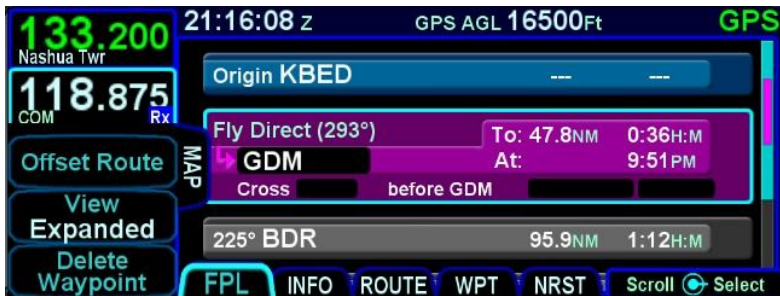 133.200
Nashua Twr
118.875
COM Rx
Offset Route
View
Expanded
Delete
Waypoint
MAP
21:16:08 Z GPS AGL 16500Ft GPS
Origin KBED --- ---
Fly Direct (293°) To: 47.8NM 0:36H:M
GDM At: 9:51PM
Cross before GDM
225° BDR 95.9NM 1:12H:M
FPL INFO ROUTE WPT NRST Scroll Select